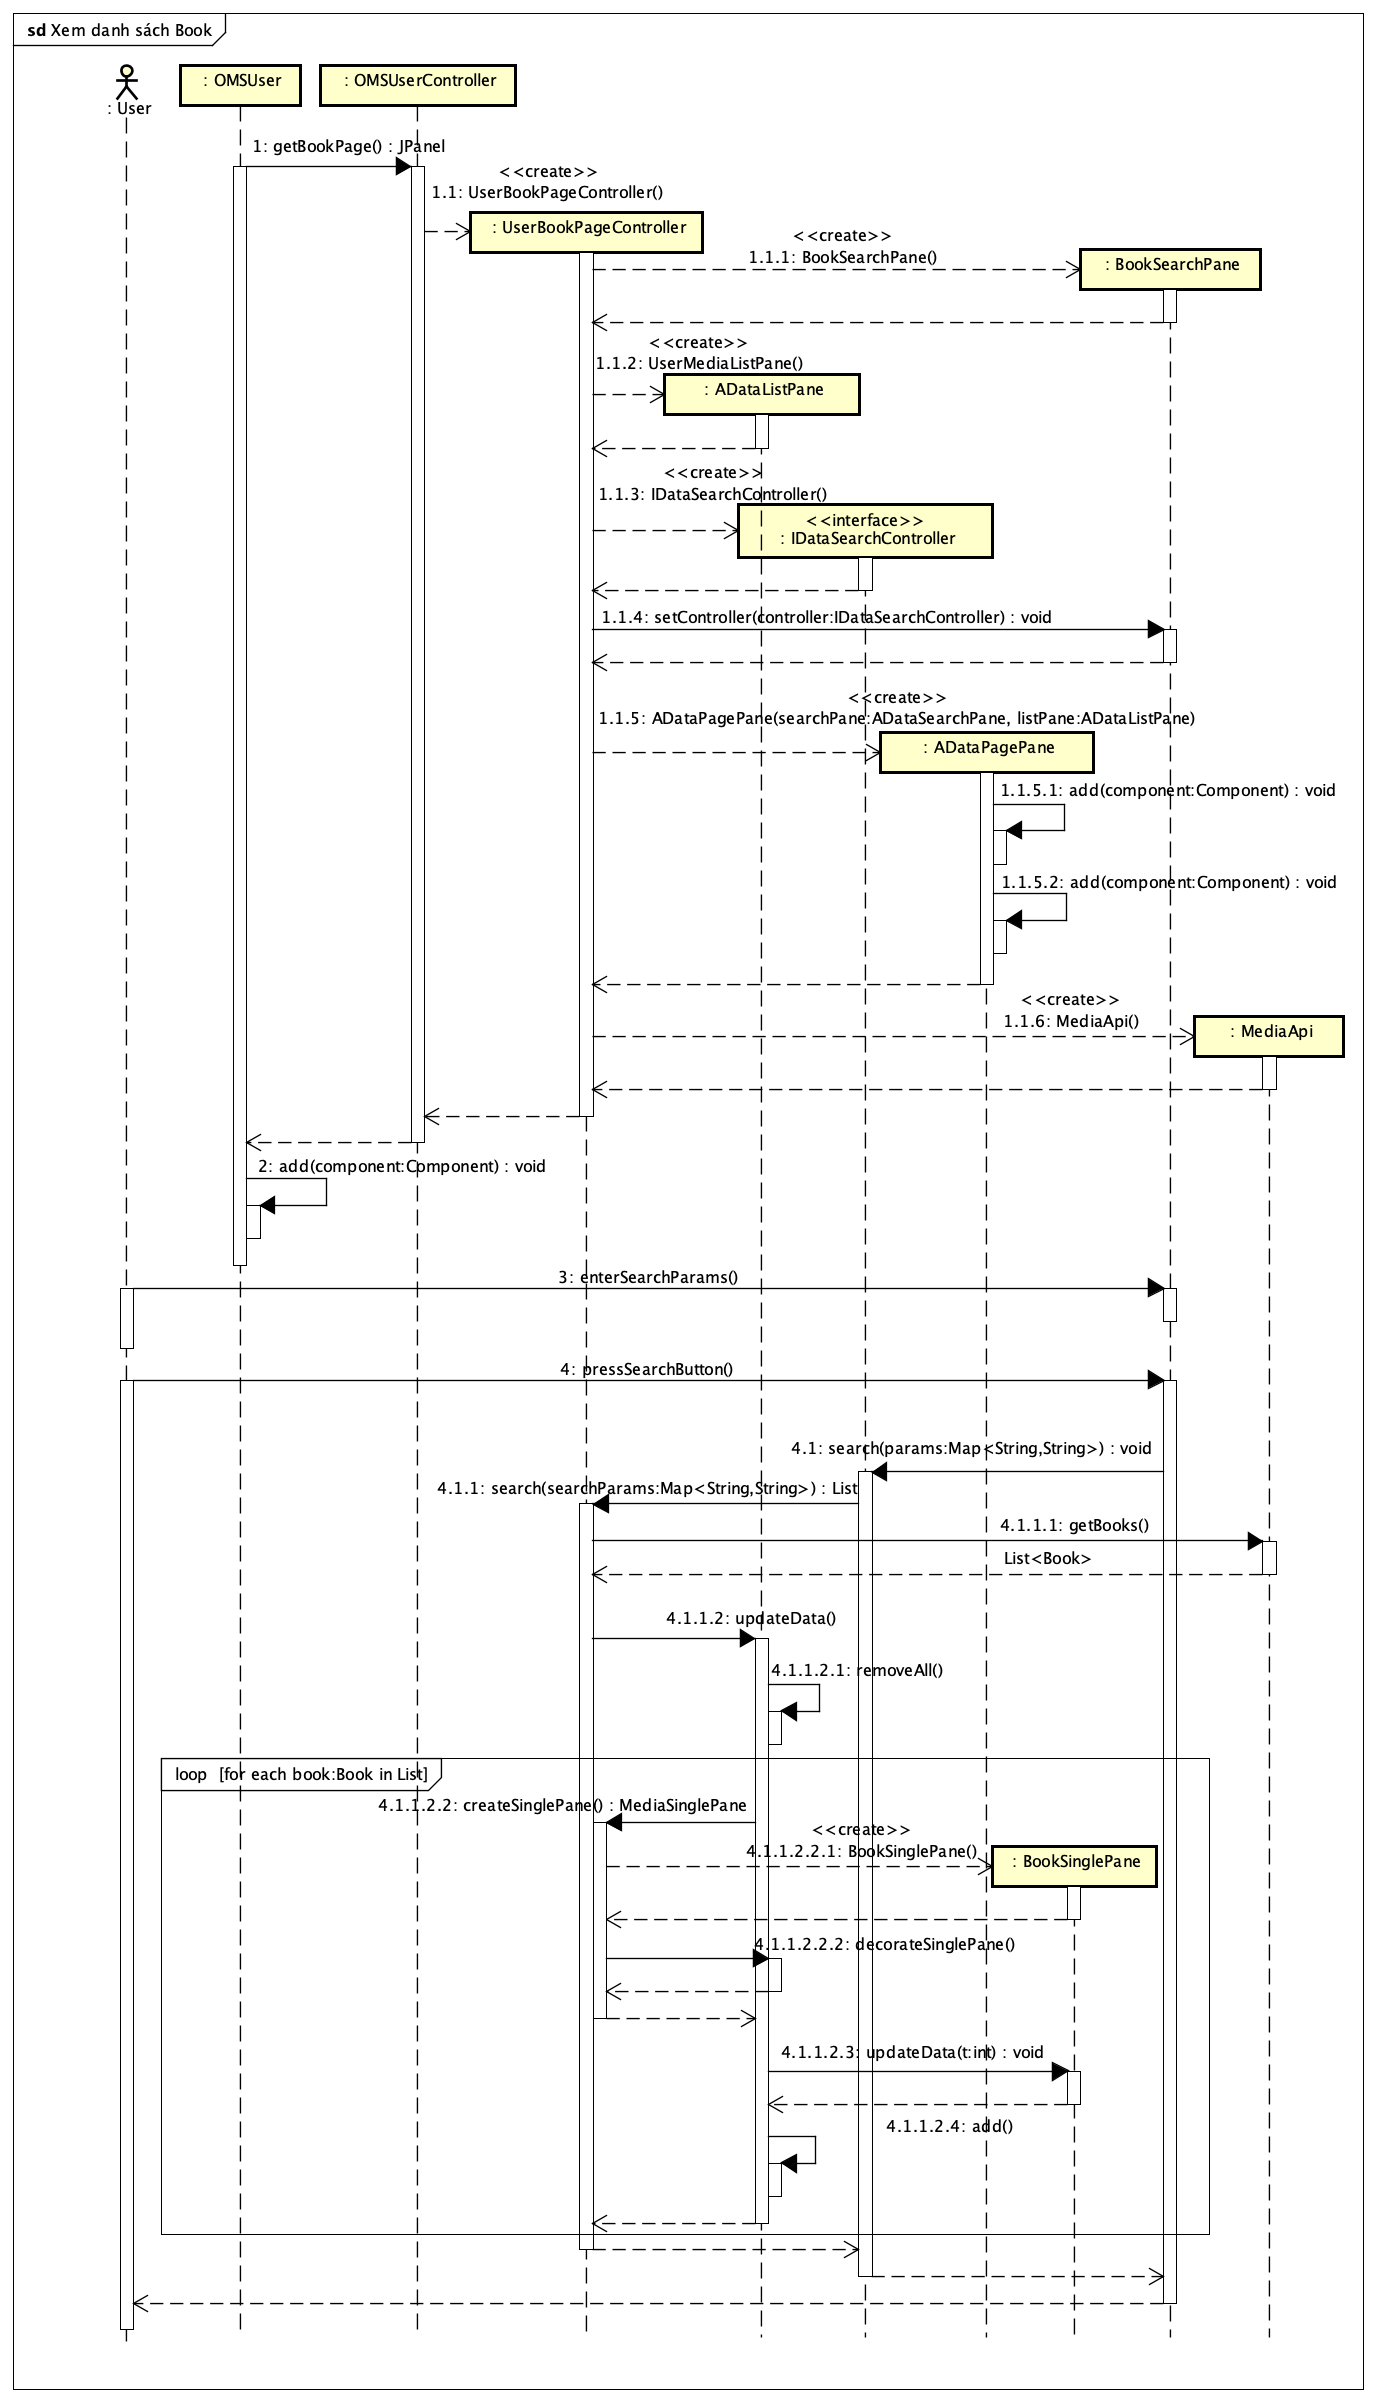 sd Xem danh sách Book
: User
: OMSUser
: OMSUserController
1: getBookPage() : JPanel
<<create>>
1.1: UserBookPageController()
: UserBookPageController
<<create>>
1.1.1: BookSearchPane()
: BookSearchPane
<<create>>
1.1.2: UserMediaListPane()
: ADataListPane
<<create>>
1.1.3: IDataSearchController()
<<interface>>
: IDataSearchController
1.1.4: setController(controller:IDataSearchController) : void
<<create>>
1.1.5: ADataPagePane(searchPane:ADataSearchPane, listPane:ADataListPane)
: ADataPagePane
1.1.5.1: add(component:Component) : void
1.1.5.2: add(component:Component) : void
<<create>>
1.1.6: MediaApi()
: MediaApi
2: add(component:Component) : void
3: enterSearchParams()
4: pressSearchButton()
4.1: search(params:Map<String,String>) : void
4.1.1: search(searchParams:Map<String,String>) : List
4.1.1.1: getBooks()
List<Book>
4.1.1.2: updateData()
4.1.1.2.1: removeAll()
loop [for each book:Book in List]
4.1.1.2.2: createSinglePane() : MediaSinglePane
<<create>>
4.1.1.2.2.1: BookSinglePane()
: BookSinglePane
4.1.1.2.2.2: decorateSinglePane()
4.1.1.2.3: updateData(t:int) : void
4.1.1.2.4: add()